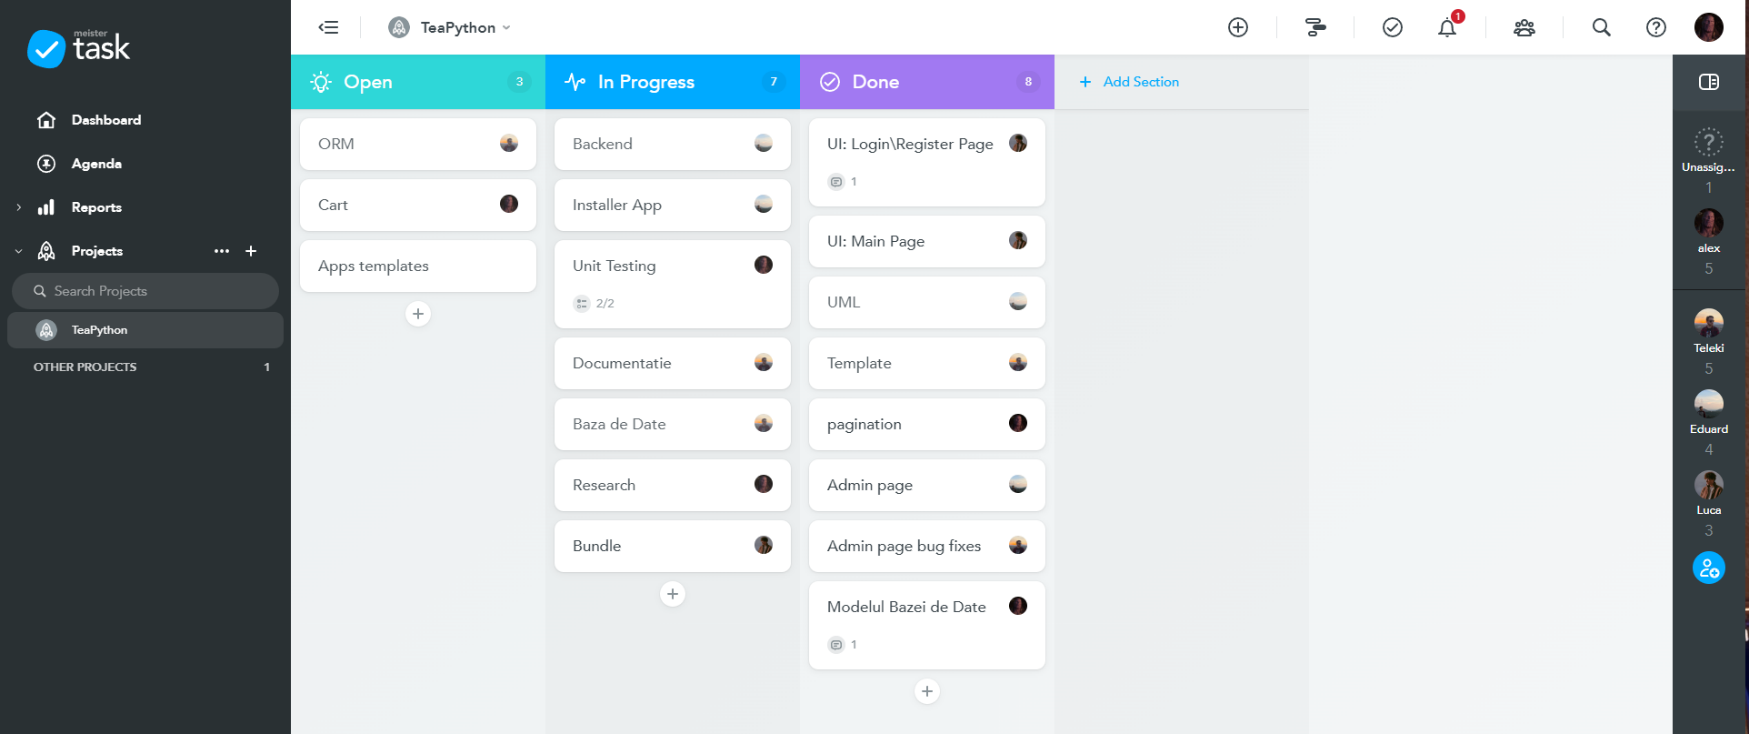 meister
task
Dashboard
Agenda
Reports
Projects
Search Projects
TeaPython
OTHER PROJECTS 1
TeaPython
1
Open 3
ORM
Cart
Apps templates
In Progress 7
Backend
Installer App
Unit Testing
2/2
Documentatie
Baza de Date
Research
Bundle
Done 8
UI: Login\Register Page
1
UI: Main Page
UML
Template
pagination
Admin page
Admin page bug fixes
Modelul Bazei de Date
1
+ Add Section
?
Unassig...
1
alex
5
Teleki
5
Eduard
4
Luca
3